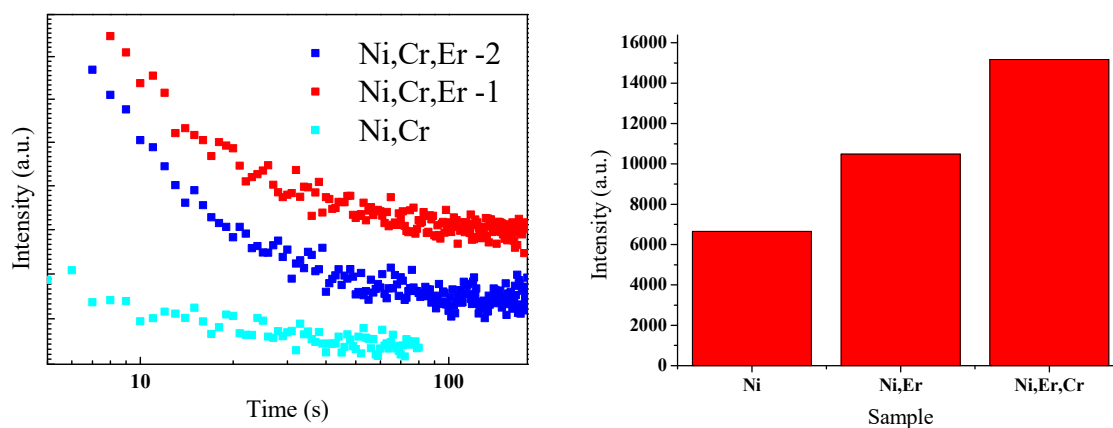 Intensity (a.u.)
Ni,Cr,Er -2
Ni,Cr,Er -1
Ni,Cr
10
100
Time (s)
Intensity (a.u.)
16000
14000
12000
10000
8000
6000
4000
2000
0
Ni
Ni,Er
Ni,Er,Cr
Sample